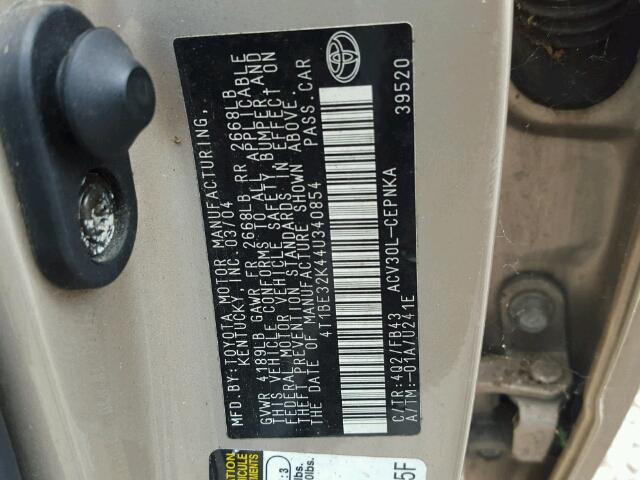 MFD.BY:TOYOTA MOTOR MANUFACTURING,
KENTUCKY, INC. 03/04
GVWR 4189LB GAWR FR 2668LB RR 2668LB
THIS VEHICLE CONFORMS TO ALL APPLICABLE
FEDERAL MOTOR VEHICLE SAFETY, BUMPER, AND
THEFT PREVENTION STANDARDS IN EFFECT ON
THE DATE OF MANUFACTURE SHOWN ABOVE.
4T1BE32K44U340854 PASS.CAR
C/TR:4Q2/FB43 ACV30L-CEPNKA 39520
A/TM:-01A/U241E
5F